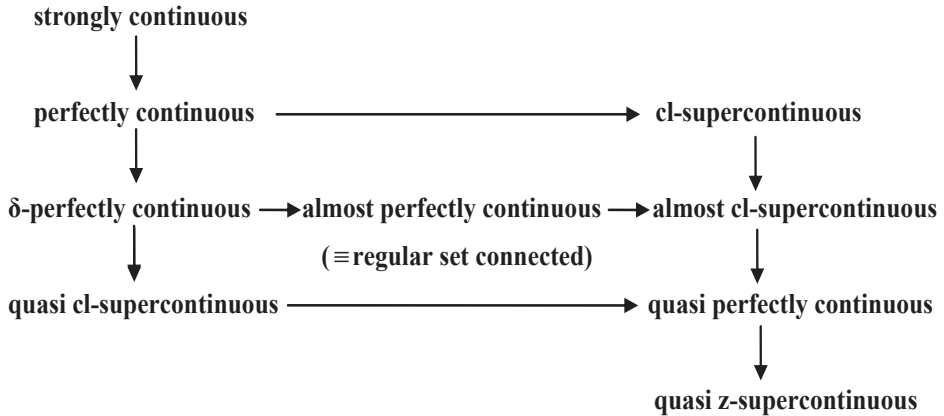 strongly continuous
perfectly continuous cl-supercontinuous
δ-perfectly continuous almost perfectly continuous almost cl-supercontinuous
(≡regular set connected)
quasi cl-supercontinuous quasi perfectly continuous
quasi z-supercontinuous